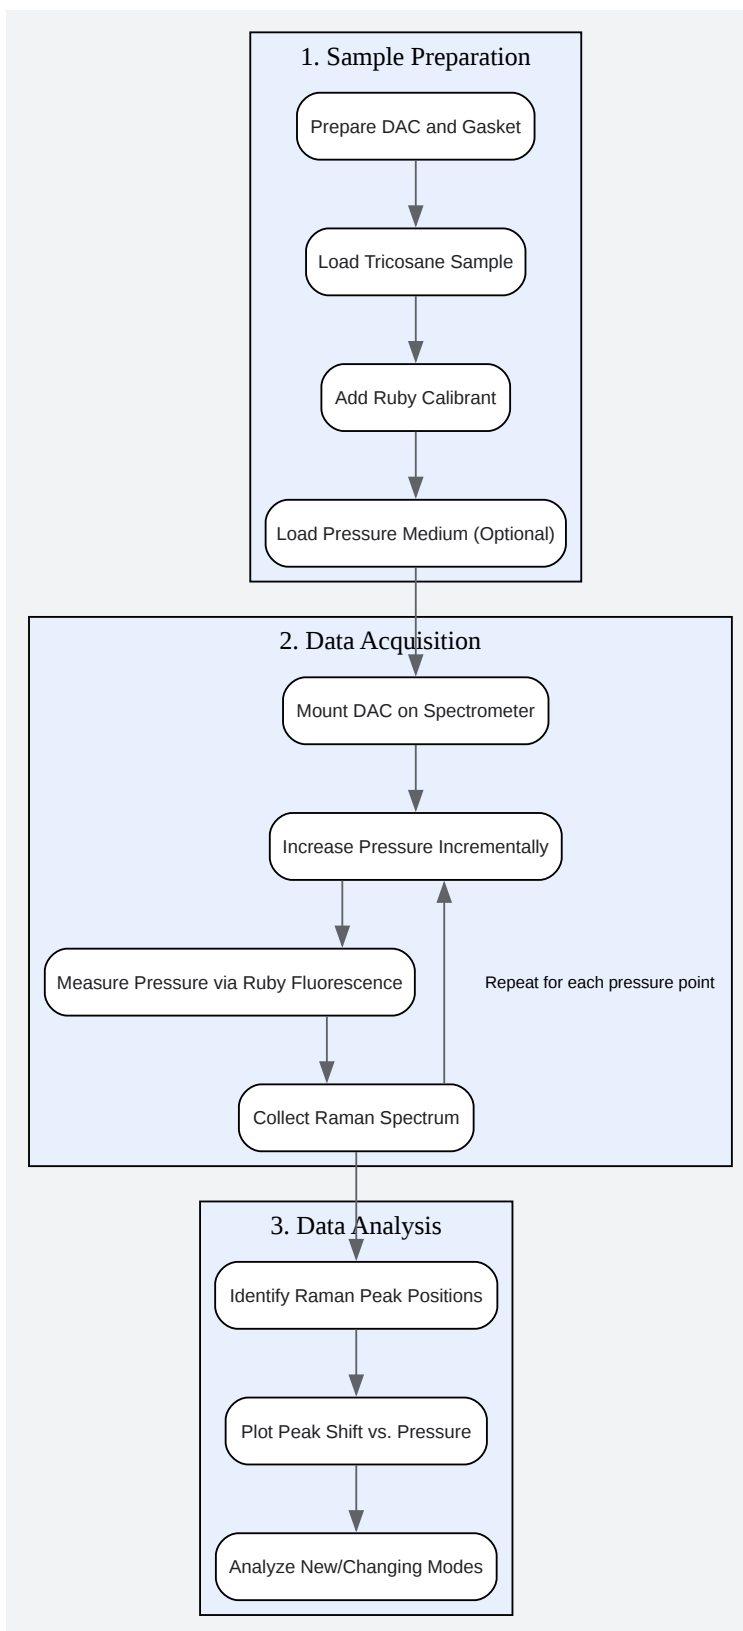 1. Sample Preparation
Prepare DAC and Gasket
Load Tricosane Sample
Add Ruby Calibrant
Load Pressure Medium (Optional)
2. Data Acquisition
Mount DAC on Spectrometer
Increase Pressure Incrementally
Measure Pressure via Ruby Fluorescence
Repeat for each pressure point
Collect Raman Spectrum
3. Data Analysis
Identify Raman Peak Positions
Plot Peak Shift vs. Pressure
Analyze New/Changing Modes